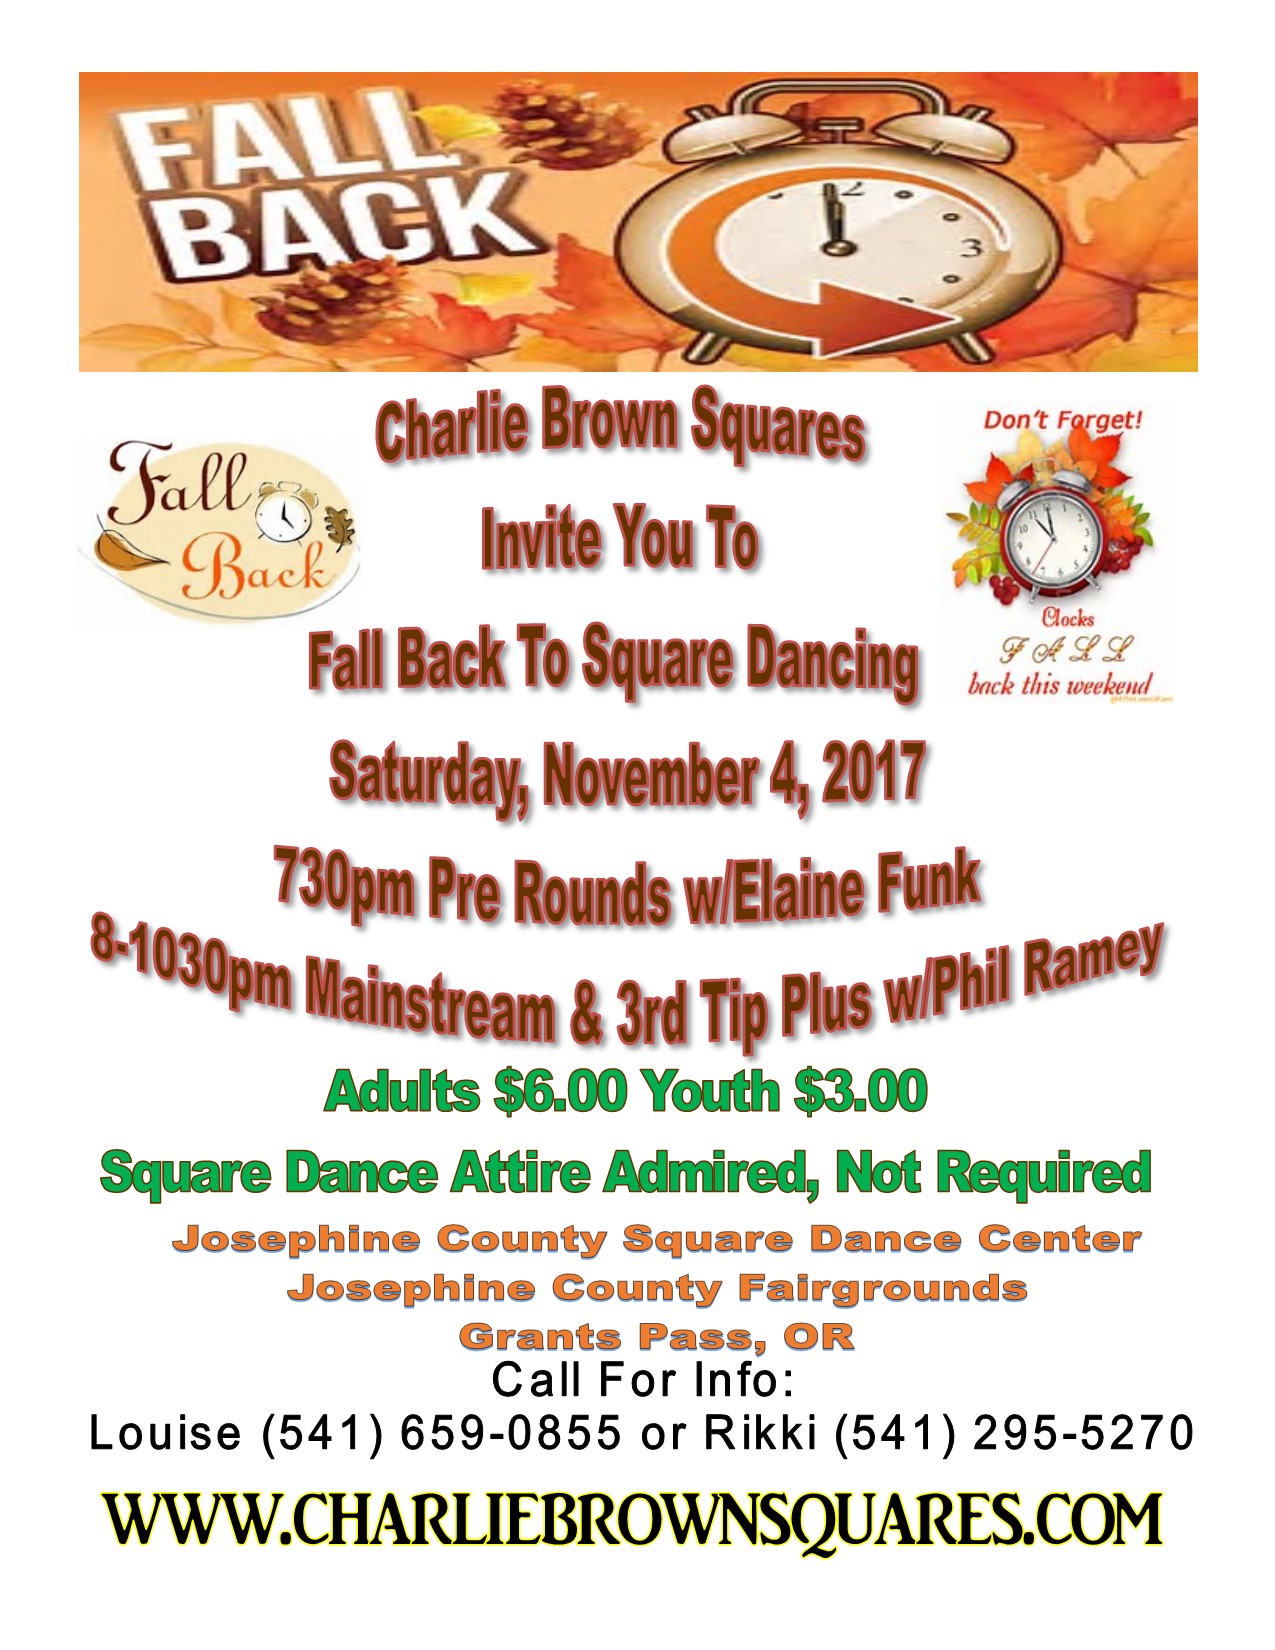 FALL
BACK
Charlie Brown Squares
Don't Forget!
Fall
Back
Invite You To
Clocks
FALL
back this weekend
Fall Back To Square Dancing
Saturday, November 4, 2017
730pm Pre Rounds w/Elaine Funk
8-1030pm Mainstream & 3rd Tip Plus w/Phil Ramey
Adults $6.00 Youth $3.00
Square Dance Attire Admired, Not Required
Josephine County Square Dance Center
Josephine County Fairgrounds
Grants Pass, OR
Call For Info:
Louise (541) 659-0855 or Rikki (541) 295-5270
WWW.CHARLIEBROWNSQUARES.COM